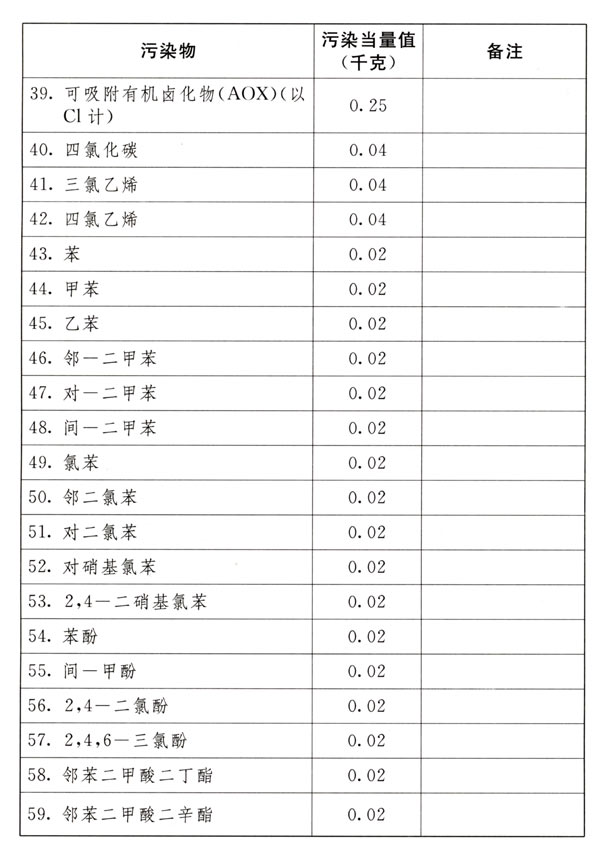 污染物 污染当量值（千克） 备注
39. 可吸附有机卤化物(AOX)(以
Cl 计) 0.25
40. 四氯化碳 0.04
41. 三氯乙烯 0.04
42. 四氯乙烯 0.04
43. 苯 0.02
44. 甲苯 0.02
45. 乙苯 0.02
46. 邻－二甲苯 0.02
47. 对－二甲苯 0.02
48. 间－二甲苯 0.02
49. 氯苯 0.02
50. 邻二氯苯 0.02
51. 对二氯苯 0.02
52. 对硝基氯苯 0.02
53. 2,4－二硝基氯苯 0.02
54. 苯酚 0.02
55. 间－甲酚 0.02
56. 2,4－二氯酚 0.02
57. 2,4,6－三氯酚 0.02
58. 邻苯二甲酸二丁酯 0.02
59. 邻苯二甲酸二辛酯 0.02